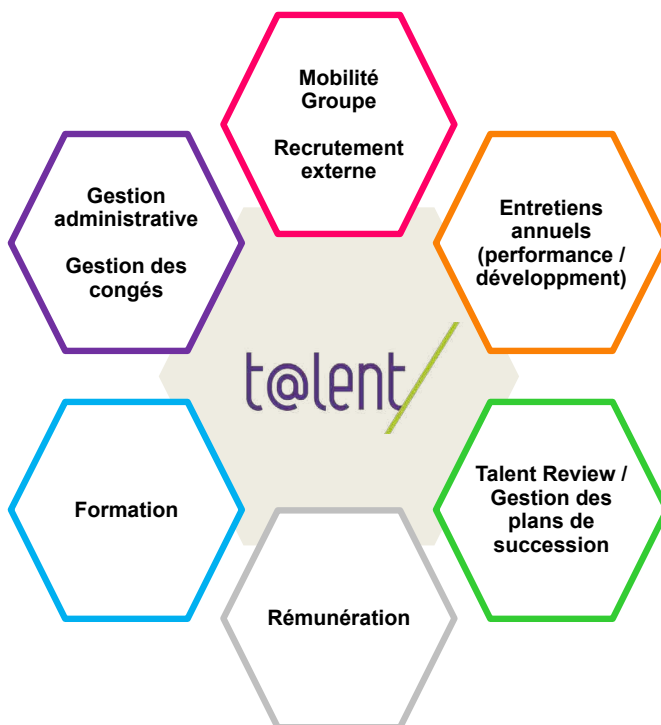 Mobilité
Groupe
Recrutement
externe
Gestion
administrative
Gestion des
congés
Entretiens
annuels
(performance /
développment)
t@lent
Formation
Talent Review /
Gestion des
plans de
succession
Rémunération